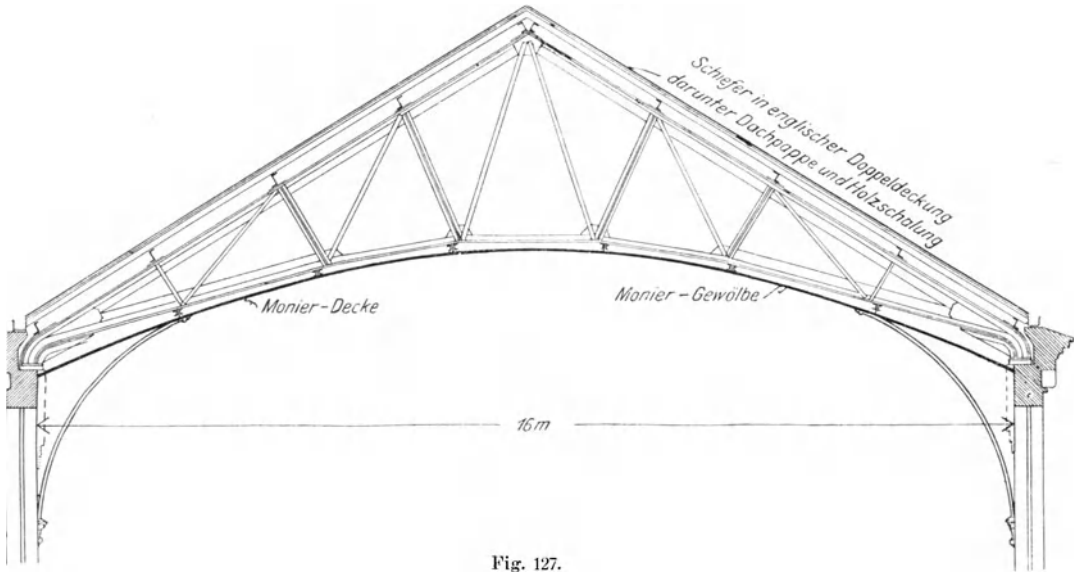 Schiefer in englischer Doppeldeckung
darunter Dachpappe und Holzschalung
Monier-Decke
Monier-Gewölbe
16 m
Fig. 127.